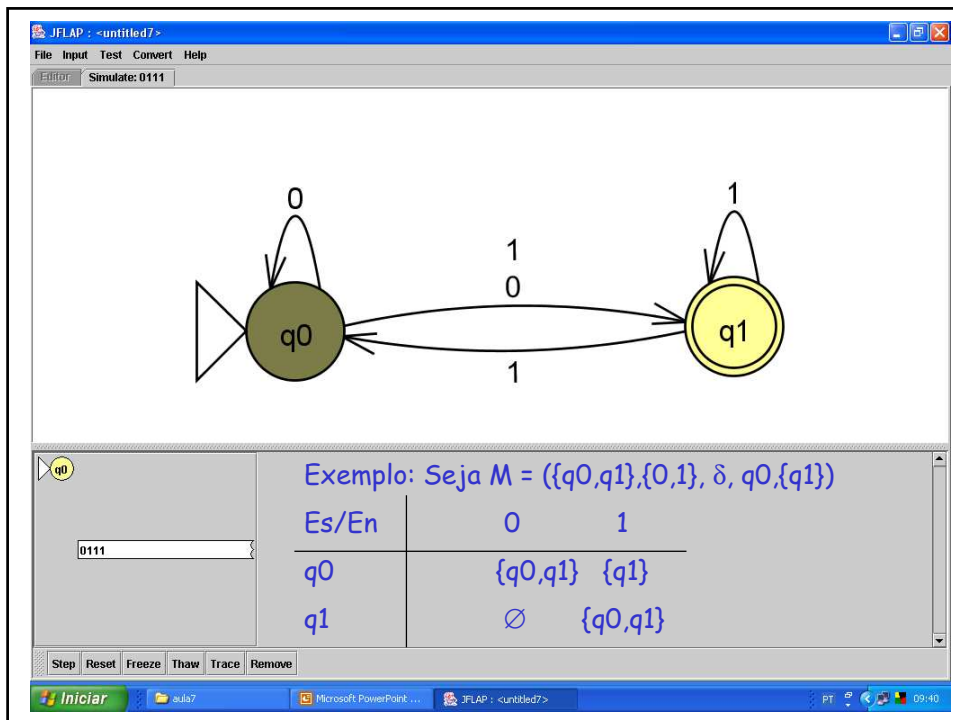 JFLAP : <untitled7>
File Input Test Convert Help
Editor Simulate: 0111
0
1
1
0
q0
q1
1
q0
0111
Exemplo: Seja M = ({q0,q1},{0,1}, δ, q0,{q1})
Es/En 0 1
q0 {q0,q1} {q1}
q1 ∅ {q0,q1}
Step Reset Freeze Thaw Trace Remove
Iniciar aula7 Microsoft PowerPoint ... JFLAP : <untitled7> PT 09:40